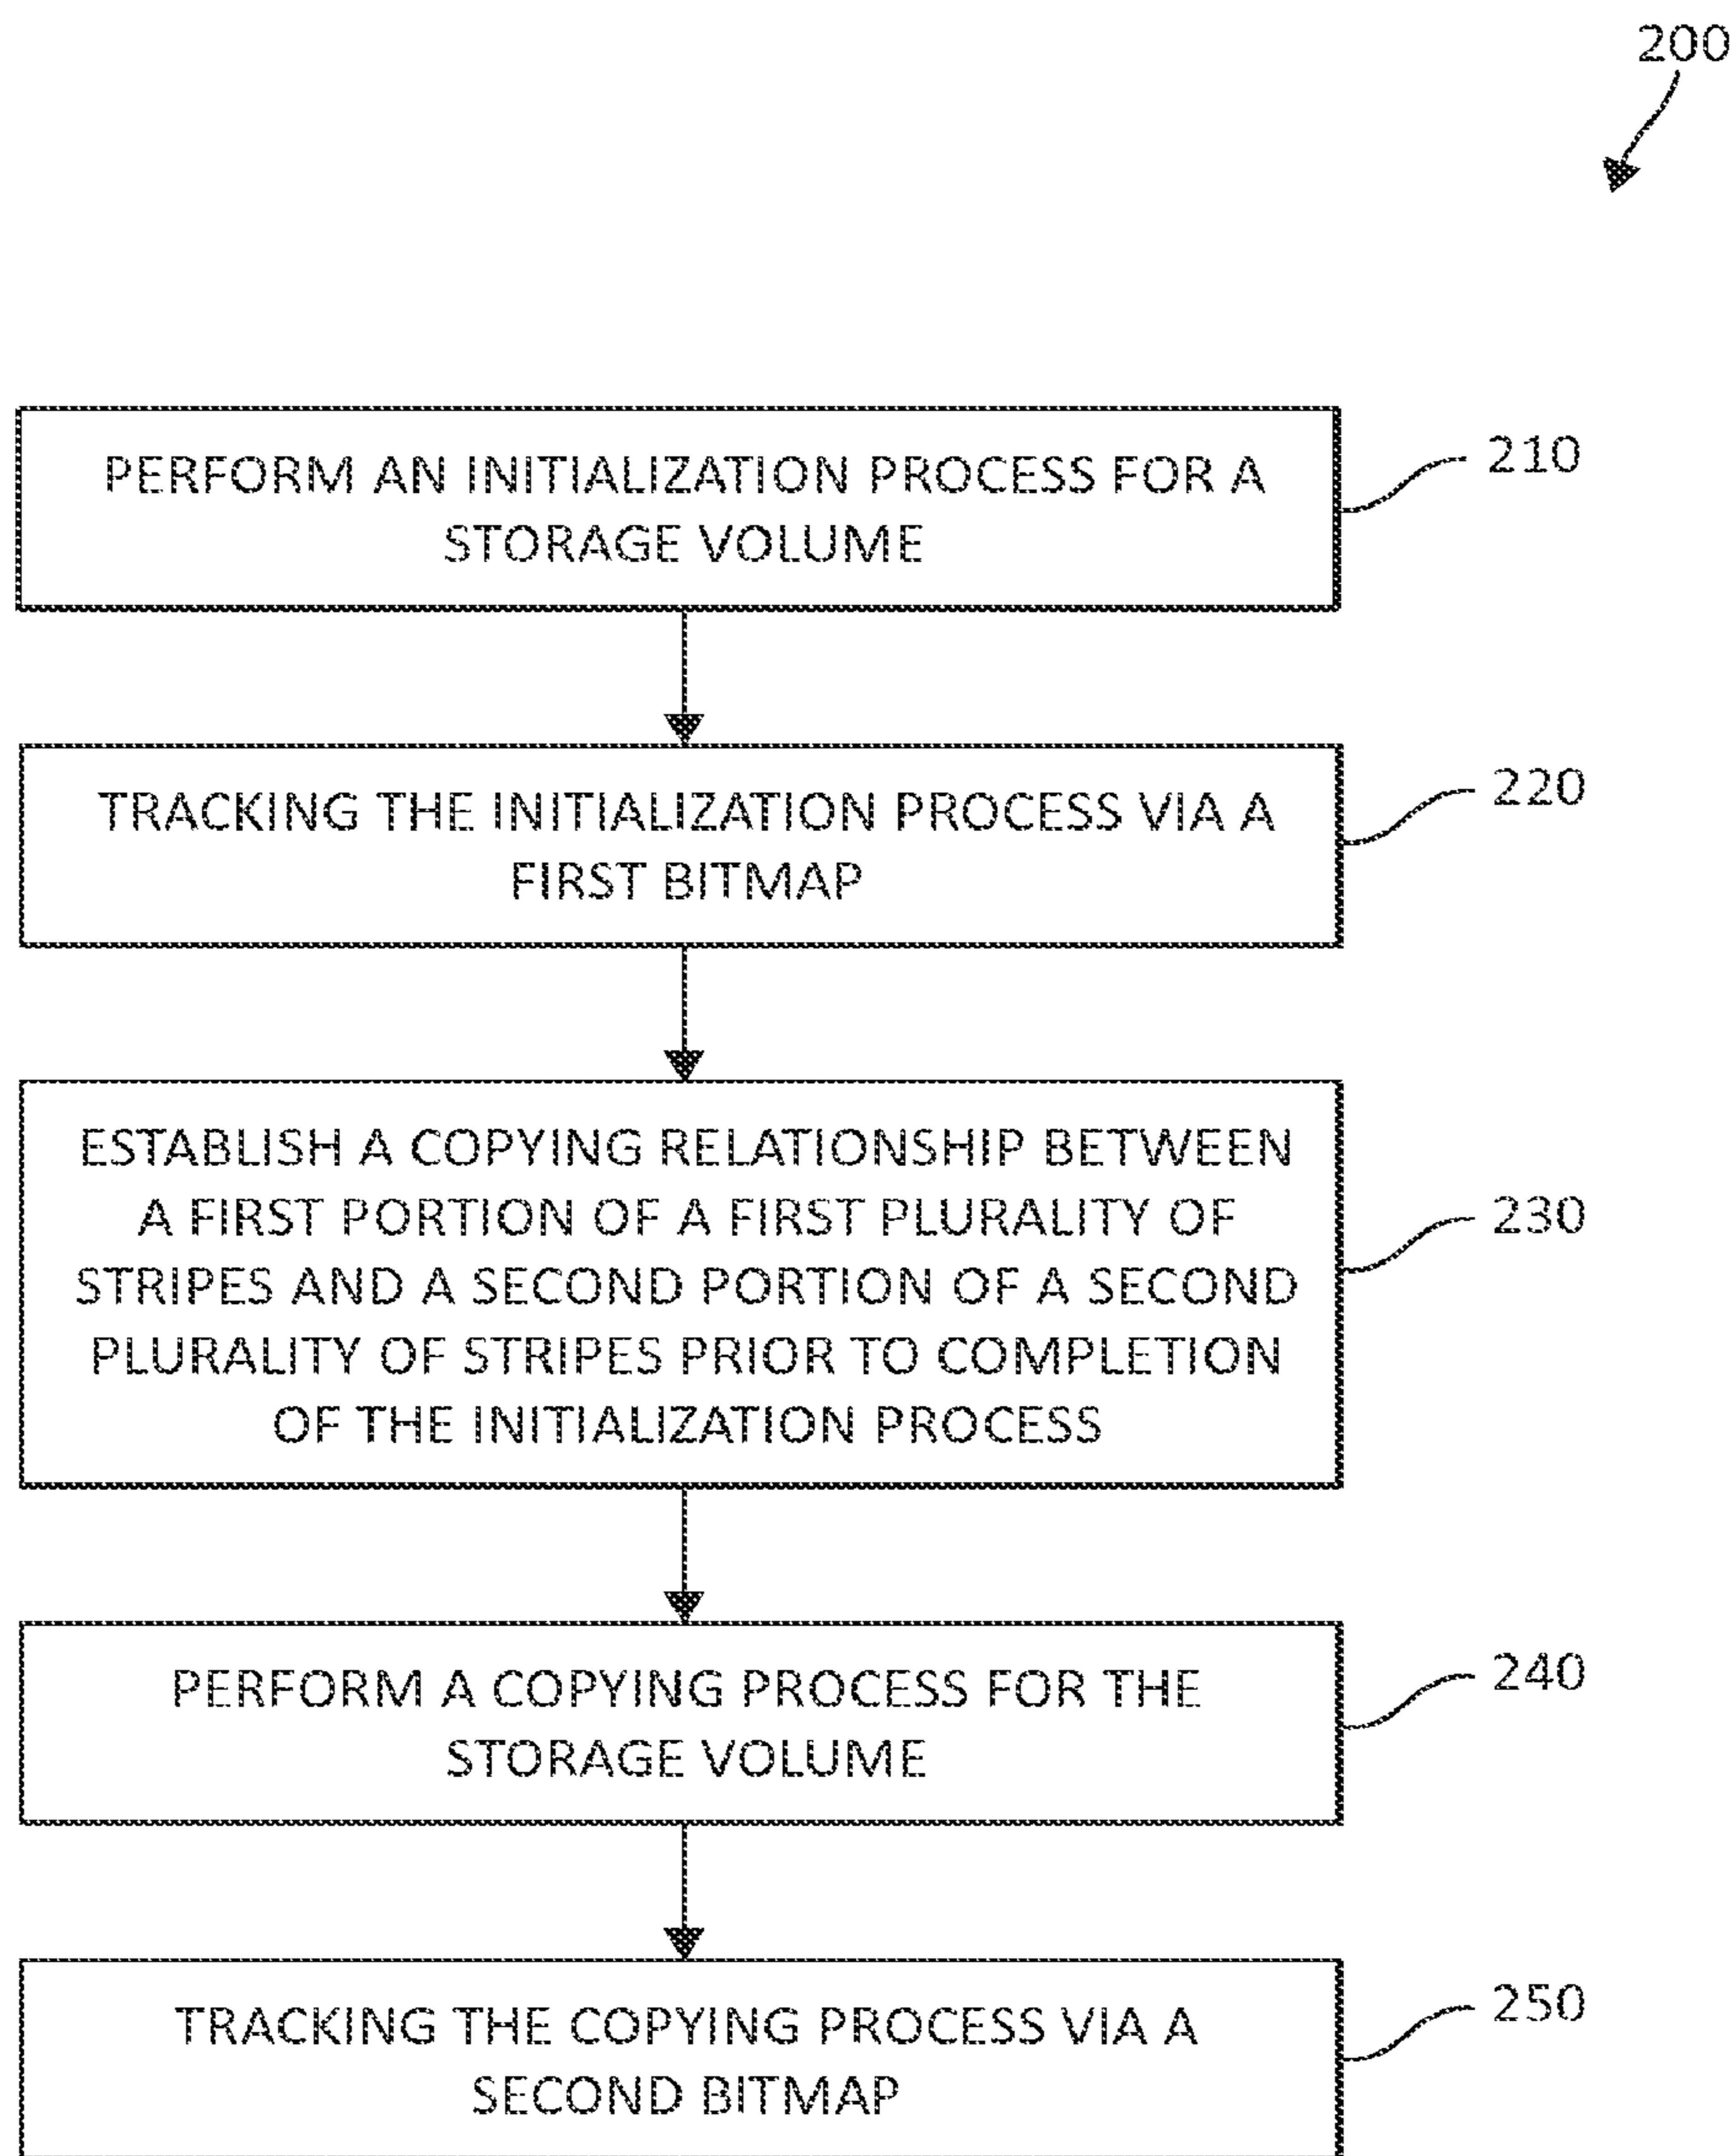 200
PERFORM AN INITIALIZATION PROCESS FOR A
STORAGE VOLUME
210
TRACKING THE INITIALIZATION PROCESS VIA A
FIRST BITMAP
220
ESTABLISH A COPYING RELATIONSHIP BETWEEN
A FIRST PORTION OF A FIRST PLURALITY OF
STRIPES AND A SECOND PORTION OF A SECOND
PLURALITY OF STRIPES PRIOR TO COMPLETION
OF THE INITIALIZATION PROCESS
230
PERFORM A COPYING PROCESS FOR THE
STORAGE VOLUME
240
TRACKING THE COPYING PROCESS VIA A
SECOND BITMAP
250